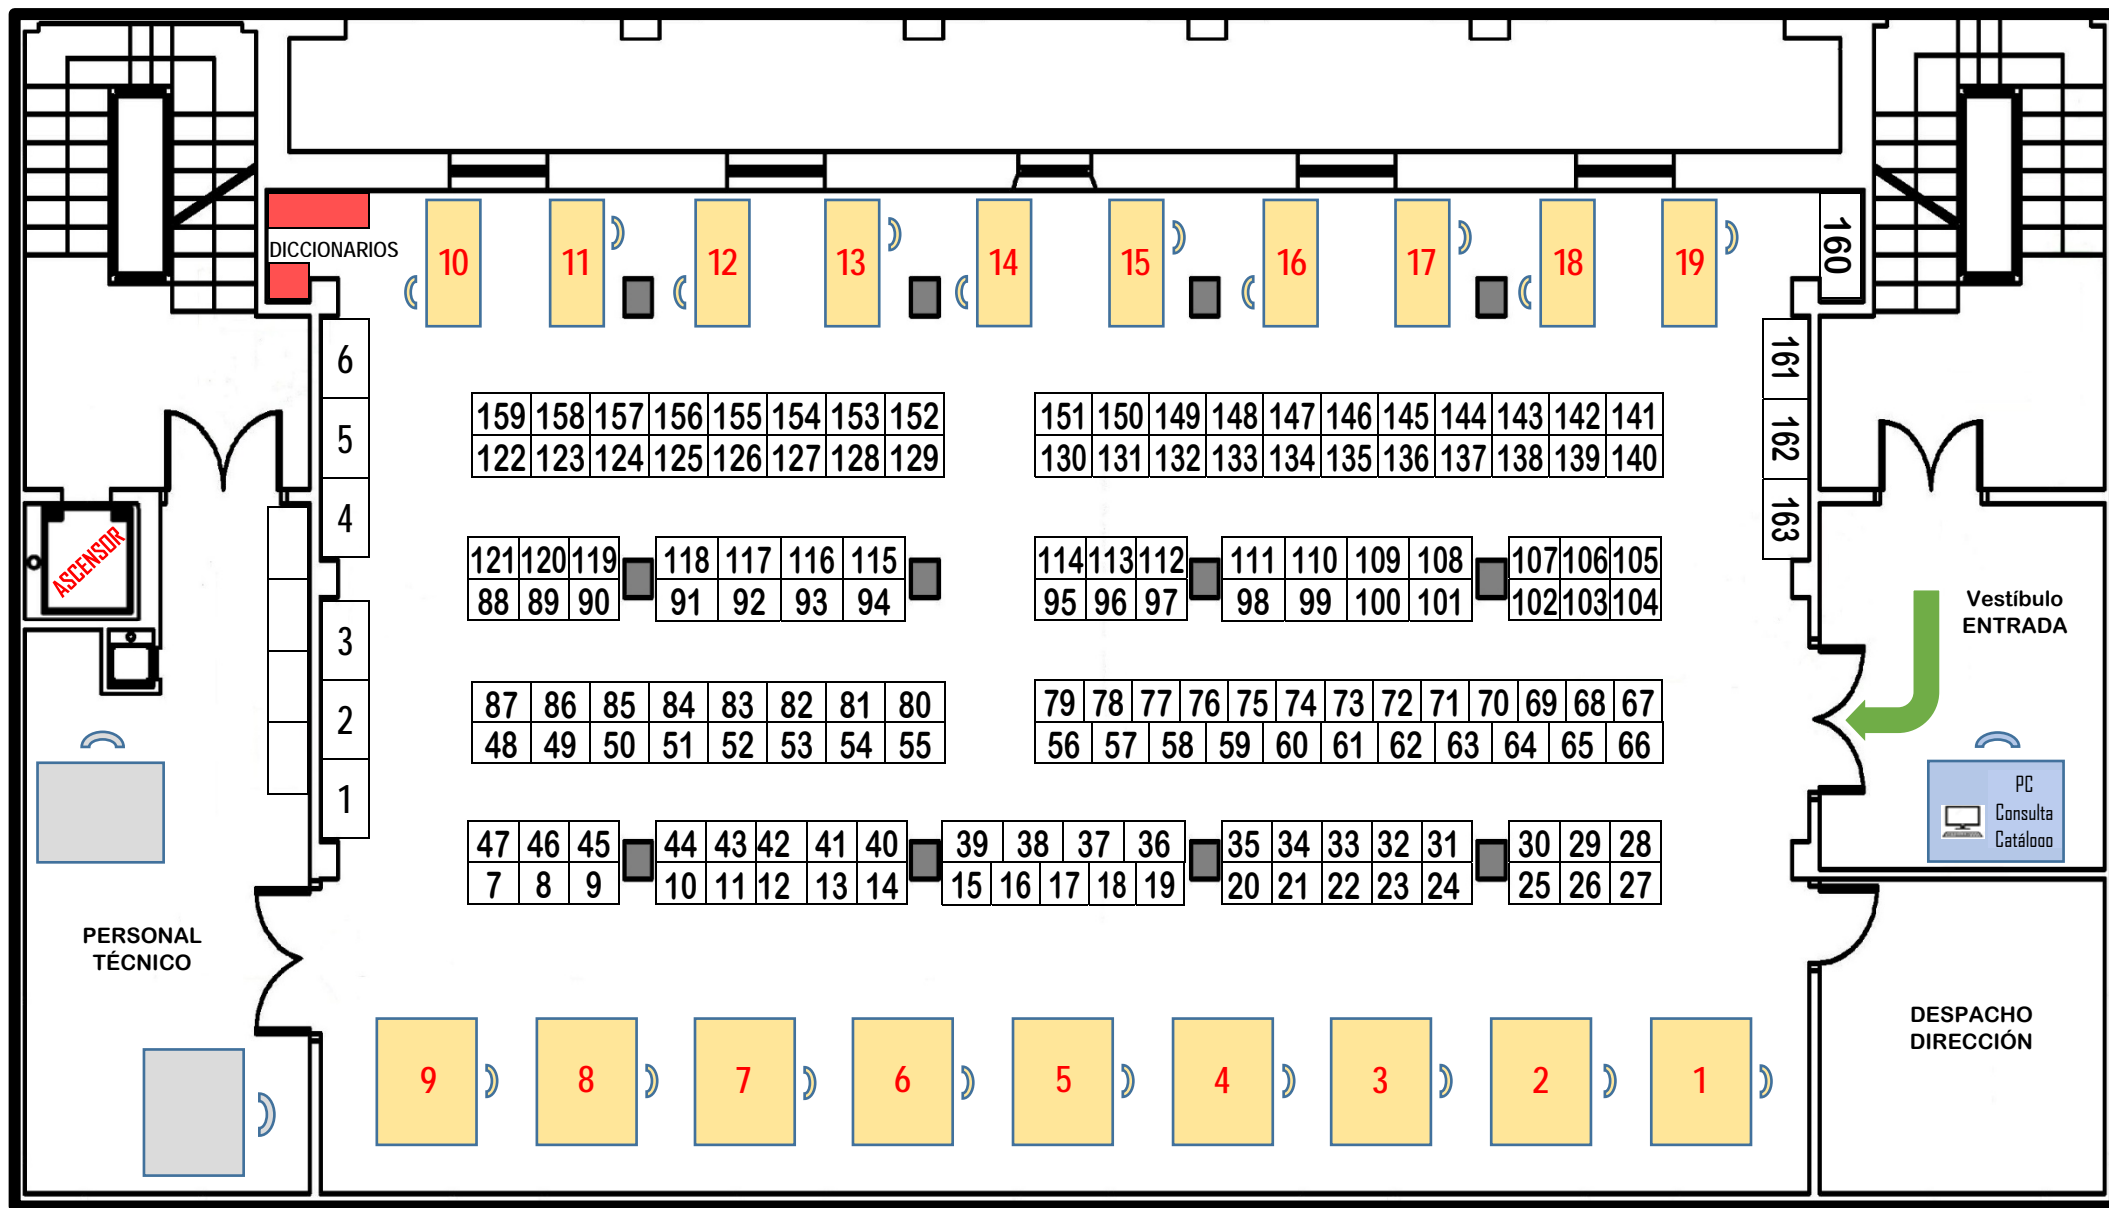 DICCIONARIOS
10 11 12 13 14 15 16 17 18 19
160
6
5
4
3
2
1
161
162
163
159 158 157 156 155 154 153 152
122 123 124 125 126 127 128 129
151 150 149 148 147 146 145 144 143 142 141
130 131 132 133 134 135 136 137 138 139 140
ASCENSOR
121 120 119 118 117 116 115
88 89 90 91 92 93 94
114 113 112 111 110 109 108 107 106 105
95 96 97 98 99 100 101 102 103 104
Vestíbulo
ENTRADA
87 86 85 84 83 82 81 80
48 49 50 51 52 53 54 55
79 78 77 76 75 74 73 72 71 70 69 68 67
56 57 58 59 60 61 62 63 64 65 66
PC
Consulta
Catálogo
47 46 45 44 43 42 41 40 39 38 37 36 35 34 33 32 31 30 29 28
7 8 9 10 11 12 13 14 15 16 17 18 19 20 21 22 23 24 25 26 27
PERSONAL
TÉCNICO
DESPACHO
DIRECCIÓN
9 8 7 6 5 4 3 2 1